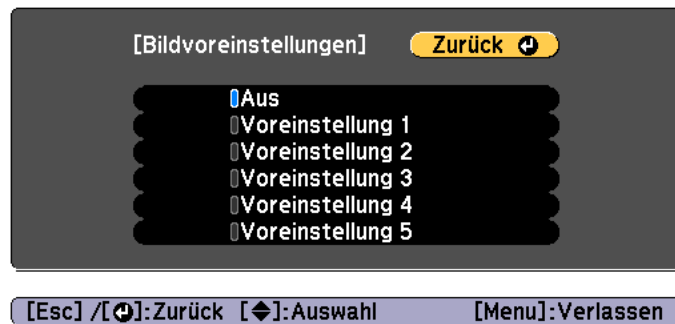 [Bildvoreinstellungen] Zurück
Aus
Voreinstellung 1
Voreinstellung 2
Voreinstellung 3
Voreinstellung 4
Voreinstellung 5
[Esc] /[⏎]:Zurück [◆]:Auswahl [Menu]:Verlassen